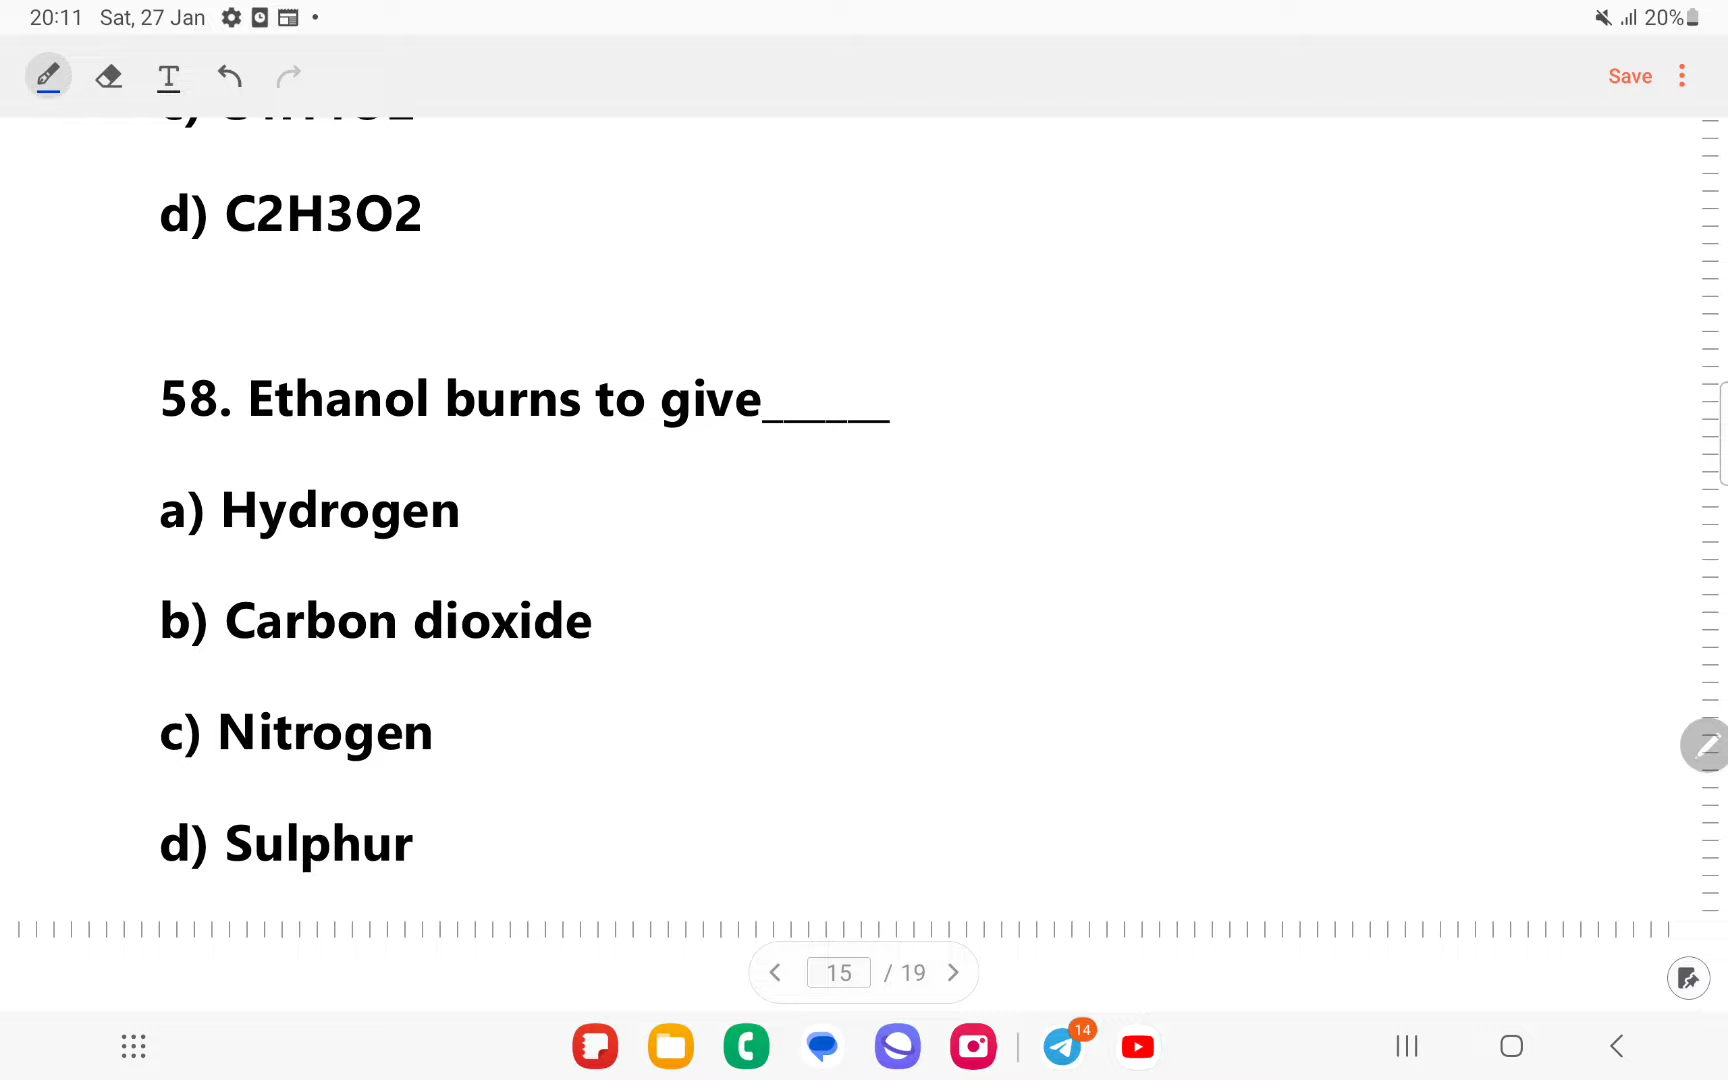 20:11 Sat, 27 Jan
20%
T
Save
d) C2H3O2
58. Ethanol burns to give______
a) Hydrogen
b) Carbon dioxide
c) Nitrogen
d) Sulphur
15 / 19
14